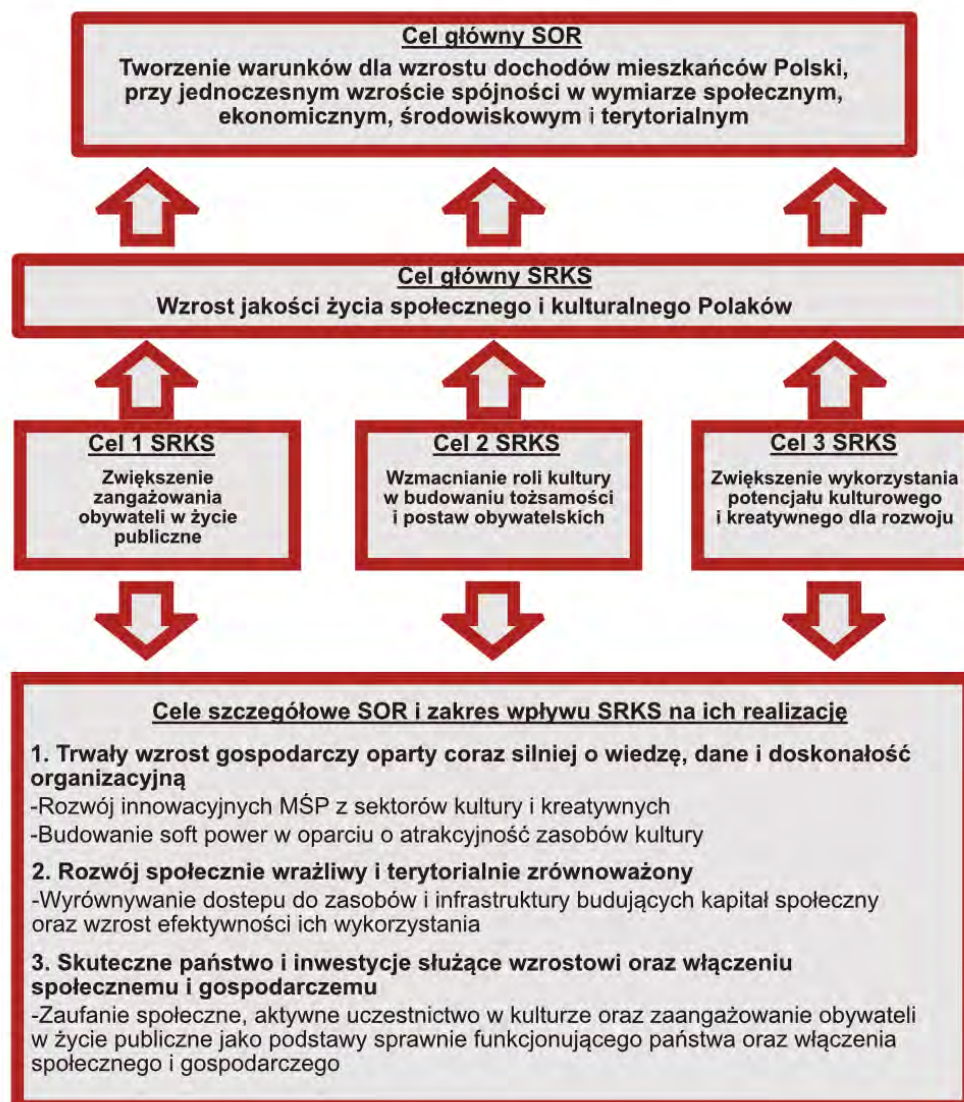 Cel główny SOR
Tworzenie warunków dla wzrostu dochodów mieszkańców Polski,
przy jednoczesnym wzroście spójności w wymiarze społecznym,
ekonomicznym, środowiskowym i terytorialnym
Cel główny SRKS
Wzrost jakości życia społecznego i kulturalnego Polaków
Cel 1 SRKS
Zwiększenie
zangażowania
obywateli w życie
publiczne
Cel 2 SRKS
Wzmacnianie roli kultury
w budowaniu tożsamości
i postaw obywatelskich
Cel 3 SRKS
Zwiększenie wykorzystania
potencjału kulturowego
i kreatywnego dla rozwoju
Cele szczegółowe SOR i zakres wpływu SRKS na ich realizację
1. Trwały wzrost gospodarczy oparty coraz silniej o wiedzę, dane i doskonałość
organizacyjną
-Rozwój innowacyjnych MŚP z sektorów kultury i kreatywnych
-Budowanie soft power w oparciu o atrakcyjność zasobów kultury
2. Rozwój społecznie wrażliwy i terytorialnie zrównoważony
-Wyrównywanie dostepu do zasobów i infrastruktury budujących kapitał społeczny
oraz wzrost efektywności ich wykorzystania
3. Skuteczne państwo i inwestycje służące wzrostowi oraz włączeniu
społecznemu i gospodarczemu
-Zaufanie społeczne, aktywne uczestnictwo w kulturze oraz zaangażowanie obywateli
w życie publiczne jako podstawy sprawnie funkcjonującego państwa oraz włączenia
społecznego i gospodarczego